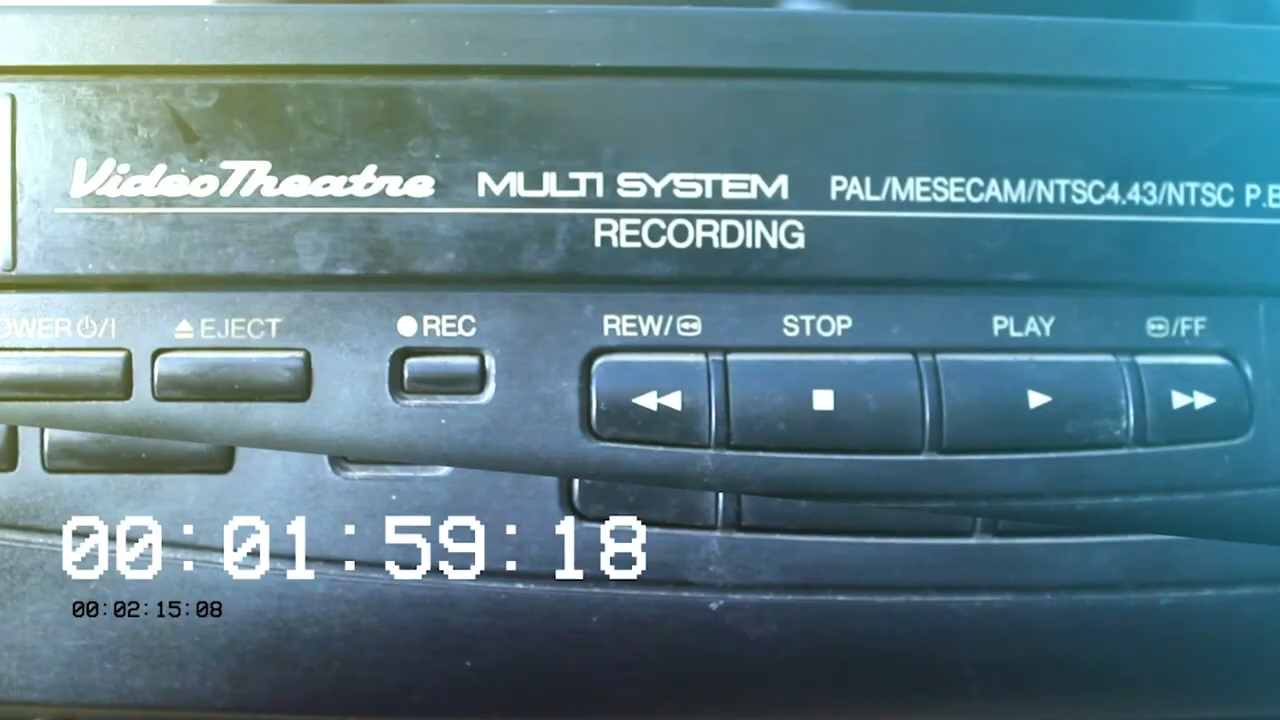 VideoTheatre MULTI SYSTEM PAL/MESECAM/NTSC4.43/NTSC P.B
RECORDING
OWER ⏻/I ⏏EJECT ●REC REW/ STOP PLAY /FF
00:01:59:18
00:02:15:08